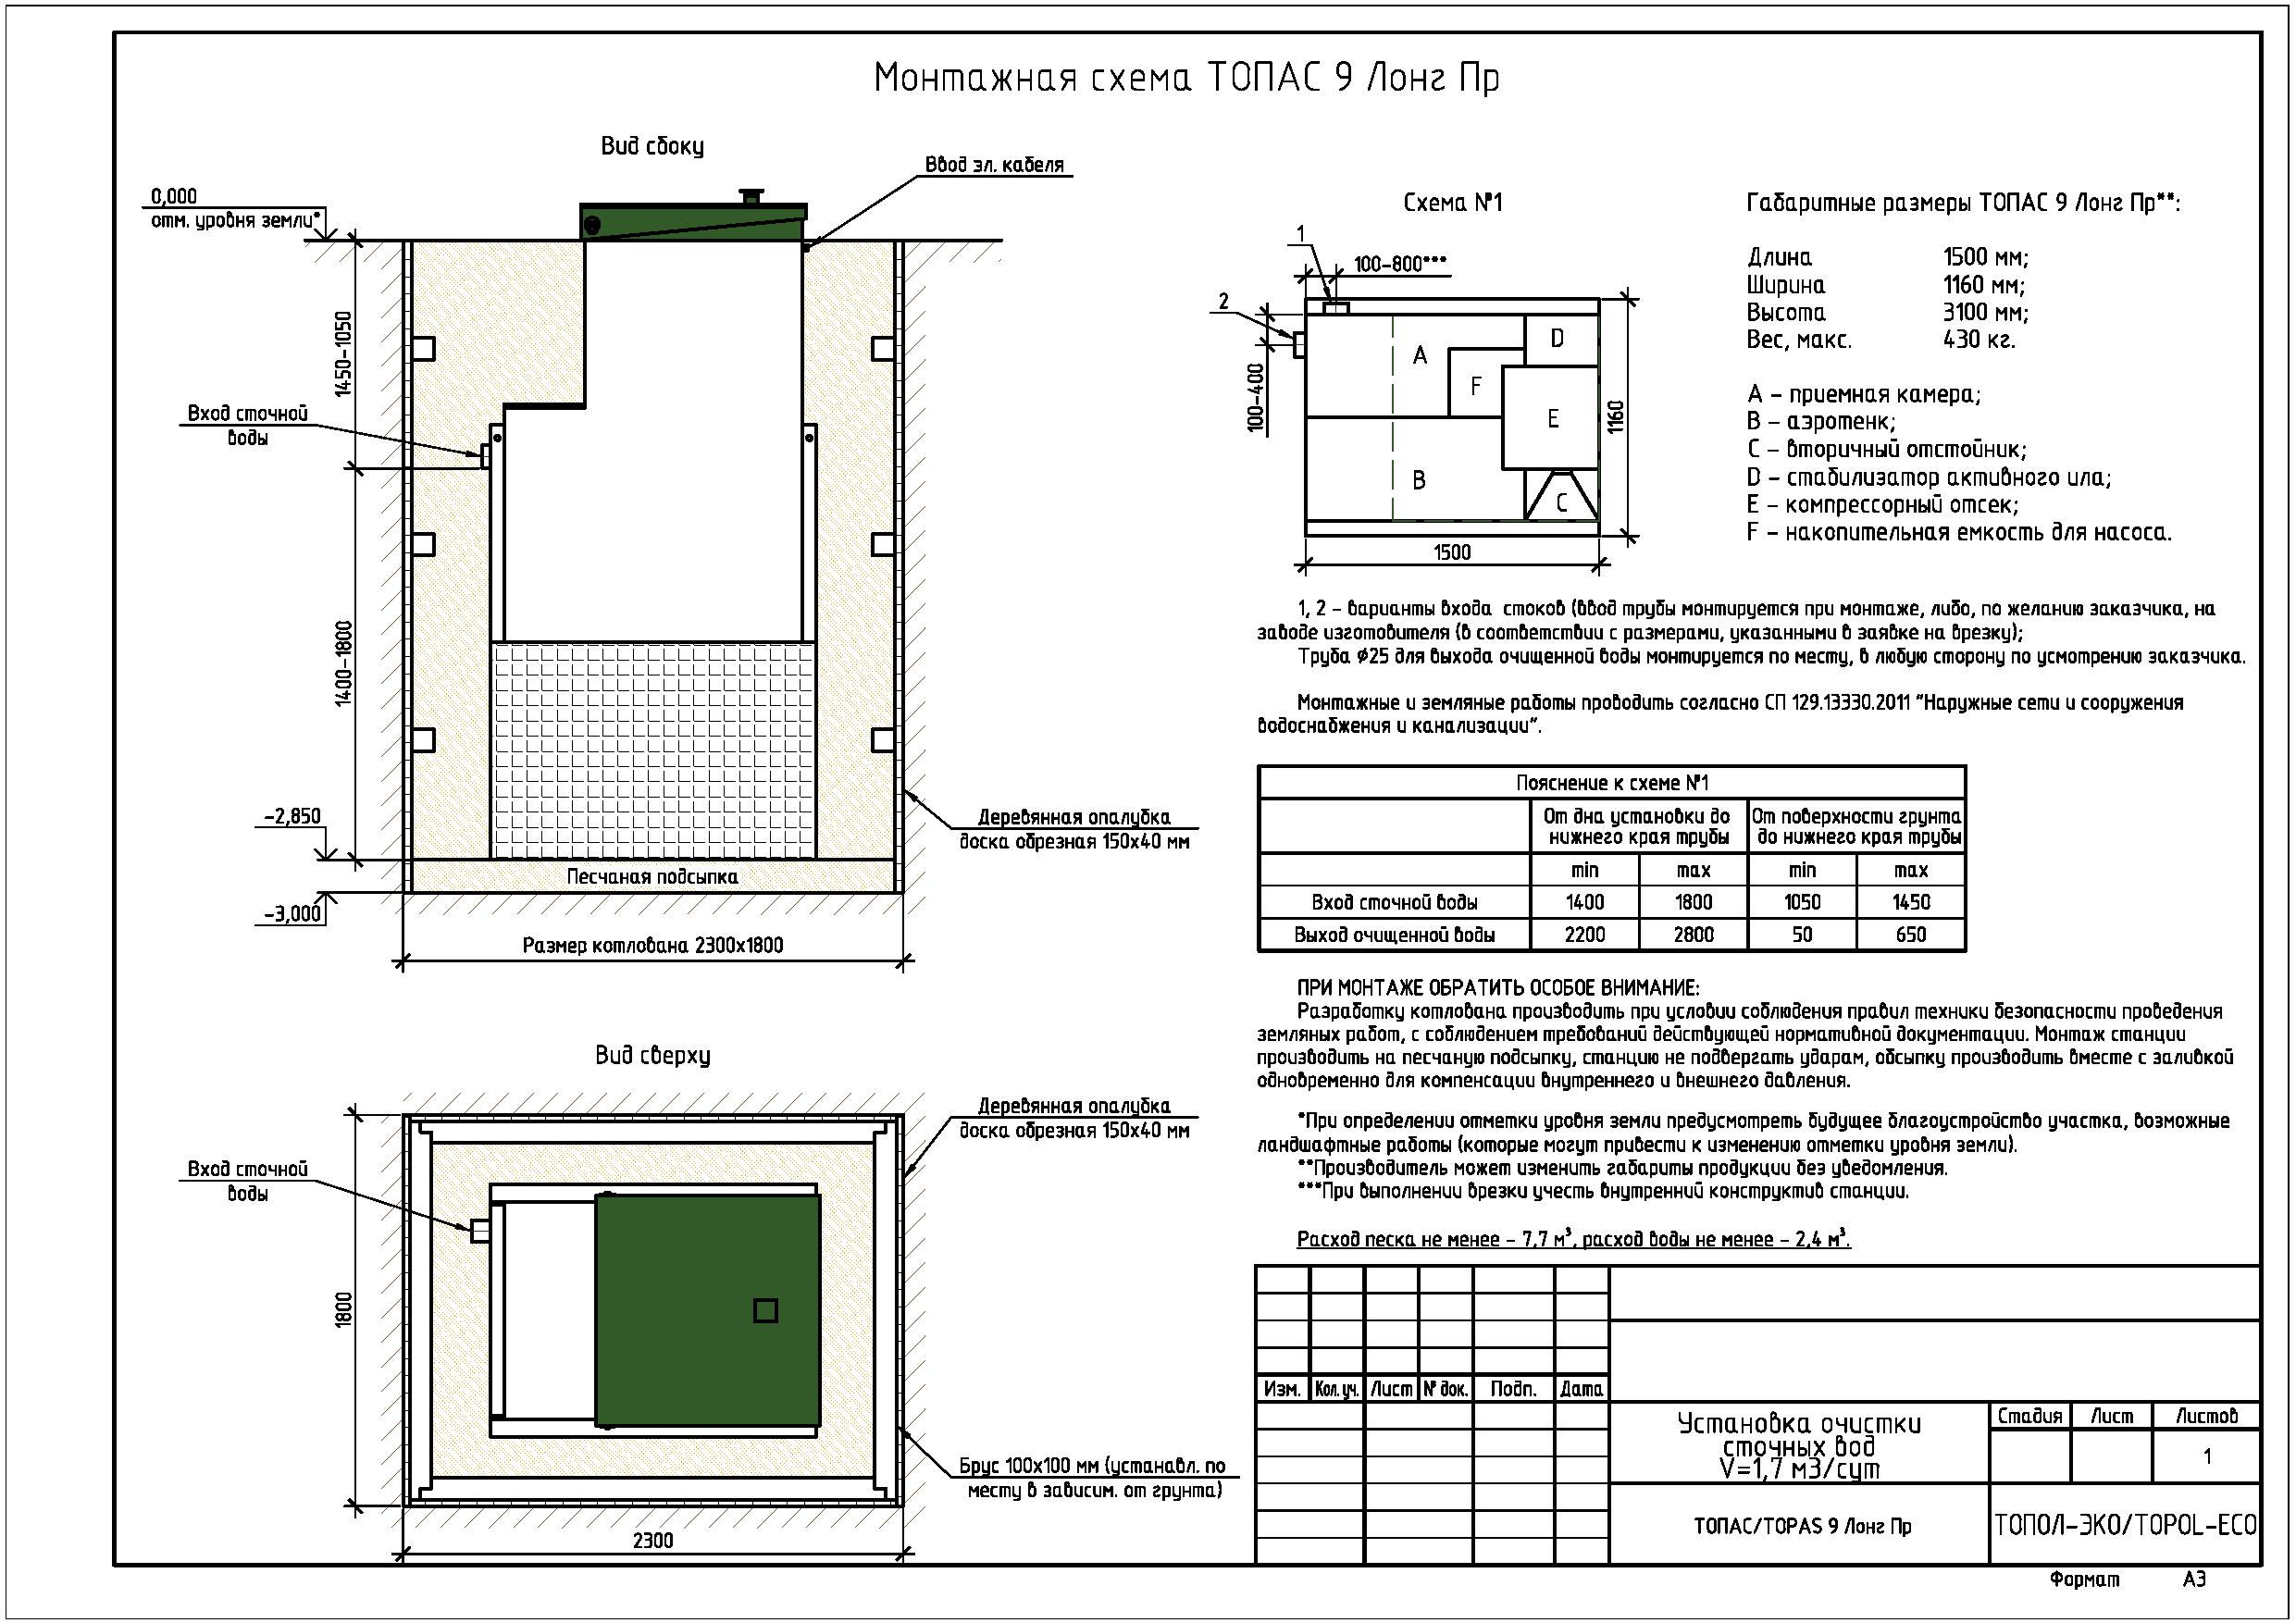 Монтажная схема ТОПАС 9 Лонг Пр
Вид сбоку
Ввод эл. кабеля
0,000
отм. уровня земли*
1450-1050
Вход сточной
воды
1400-1800
-2,850
Деревянная опалубка
доска обрезная 150x40 мм
Песчаная подсыпка
-3,000
Размер котлована 2300x1800
Вид сверху
Деревянная опалубка
доска обрезная 150x40 мм
Вход сточной
воды
1800
Брус 100x100 мм (устанавл. по
месту в зависим. от грунта)
2300
Схема №1
1
100-800***
2
100-400
A
D
F
E
B
C
1160
1500
Габаритные размеры ТОПАС 9 Лонг Пр**:
Длина 1500 мм;
Ширина 1160 мм;
Высота 3100 мм;
Вес, макс. 430 кг.
A - приемная камера;
B - аэротенк;
C - вторичный отстойник;
D - стабилизатор активного ила;
E - компрессорный отсек;
F - накопительная емкость для насоса.
1, 2 - варианты входа стоков (ввод трубы монтируется при монтаже, либо, по желанию заказчика, на
заводе изготовителя (в соответствии с размерами, указанными в заявке на врезку);
Труба ⌀25 для выхода очищенной воды монтируется по месту, в любую сторону по усмотрению заказчика.
Монтажные и земляные работы проводить согласно СП 129.13330.2011 "Наружные сети и сооружения
водоснабжения и канализации".
Пояснение к схеме №1
От дна установки до нижнего края трубы От поверхности грунта до нижнего края трубы
min max min max
Вход сточной воды 1400 1800 1050 1450
Выход очищенной воды 2200 2800 50 650
ПРИ МОНТАЖЕ ОБРАТИТЬ ОСОБОЕ ВНИМАНИЕ:
Разработку котлована производить при условии соблюдения правил техники безопасности проведения
земляных работ, с соблюдением требований действующей нормативной документации. Монтаж станции
производить на песчаную подсыпку, станцию не подвергать ударам, обсыпку производить вместе с заливкой
одновременно для компенсации внутреннего и внешнего давления.
*При определении отметки уровня земли предусмотреть будущее благоустройство участка, возможные
ландшафтные работы (которые могут привести к изменению отметки уровня земли).
**Производитель может изменить габариты продукции без уведомления.
***При выполнении врезки учесть внутренний конструктив станции.
Расход песка не менее - 7,7 м³, расход воды не менее - 2,4 м³.
Изм. Кол. уч. Лист № док. Подп. Дата
Установка очистки
сточных вод
V=1,7 м3/сут
Стадия Лист Листов
1
ТОПАС/TOPAS 9 Лонг Пр
ТОПОЛ-ЭКО/TOPOL-ECO
Формат А3